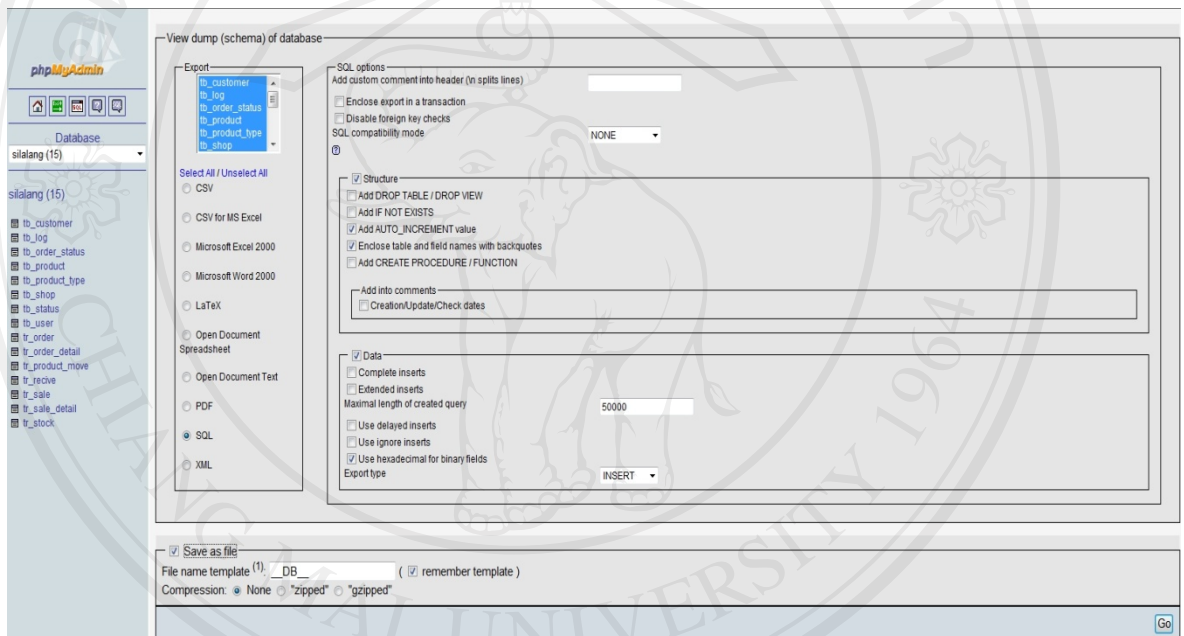 phpMyAdmin
Database
silalang (15)
silalang (15)
tb_customer
tb_log
tb_order_status
tb_product
tb_product_type
tb_shop
tb_status
tb_user
tr_order
tr_order_detail
tr_product_move
tr_recive
tr_sale
tr_sale_detail
tr_stock
View dump (schema) of database
Export
tb_customer
tb_log
tb_order_status
tb_product
tb_product_type
tb_shop
Select All / Unselect All
CSV
CSV for MS Excel
Microsoft Excel 2000
Microsoft Word 2000
LaTeX
Open Document
Spreadsheet
Open Document Text
PDF
SQL
XML
SQL options
Add custom comment into header (\n splits lines)
Enclose export in a transaction
Disable foreign key checks
SQL compatibility mode NONE
Structure
Add DROP TABLE / DROP VIEW
Add IF NOT EXISTS
Add AUTO_INCREMENT value
Enclose table and field names with backquotes
Add CREATE PROCEDURE / FUNCTION
Add into comments
Creation/Update/Check dates
Data
Complete inserts
Extended inserts
Maximal length of created query 50000
Use delayed inserts
Use ignore inserts
Use hexadecimal for binary fields
Export type INSERT
Save as file
File name template (1): __DB__ ( remember template )
Compression: None "zipped" "gzipped"
Go
CHIANG MAI UNIVERSITY 1964